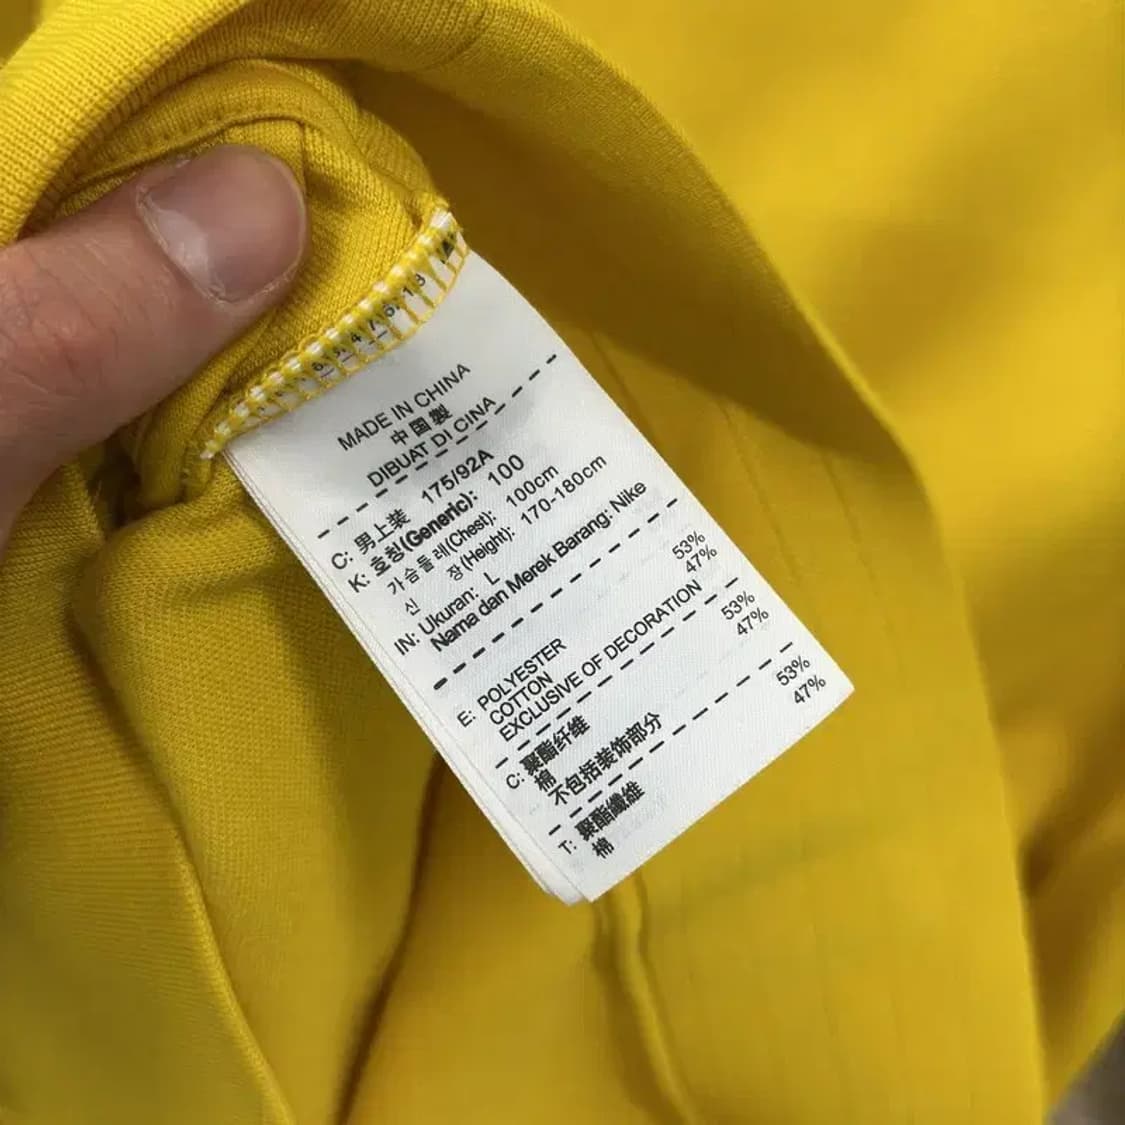 MADE IN CHINA
中国製
DIBUAT DI CINA
C: 男上装 175/92A
K: 호칭(Generic): 100
가슴둘레(Chest): 100cm
신 장(Height): 170-180cm
IN: Ukuran: L
Nama dan Merek Barang: Nike
E: POLYESTER 53%
COTTON 47%
EXCLUSIVE OF DECORATION
C: 聚酯纤维 53%
棉 47%
不包括装饰部分
T: 聚酯纖維 53%
棉 47%